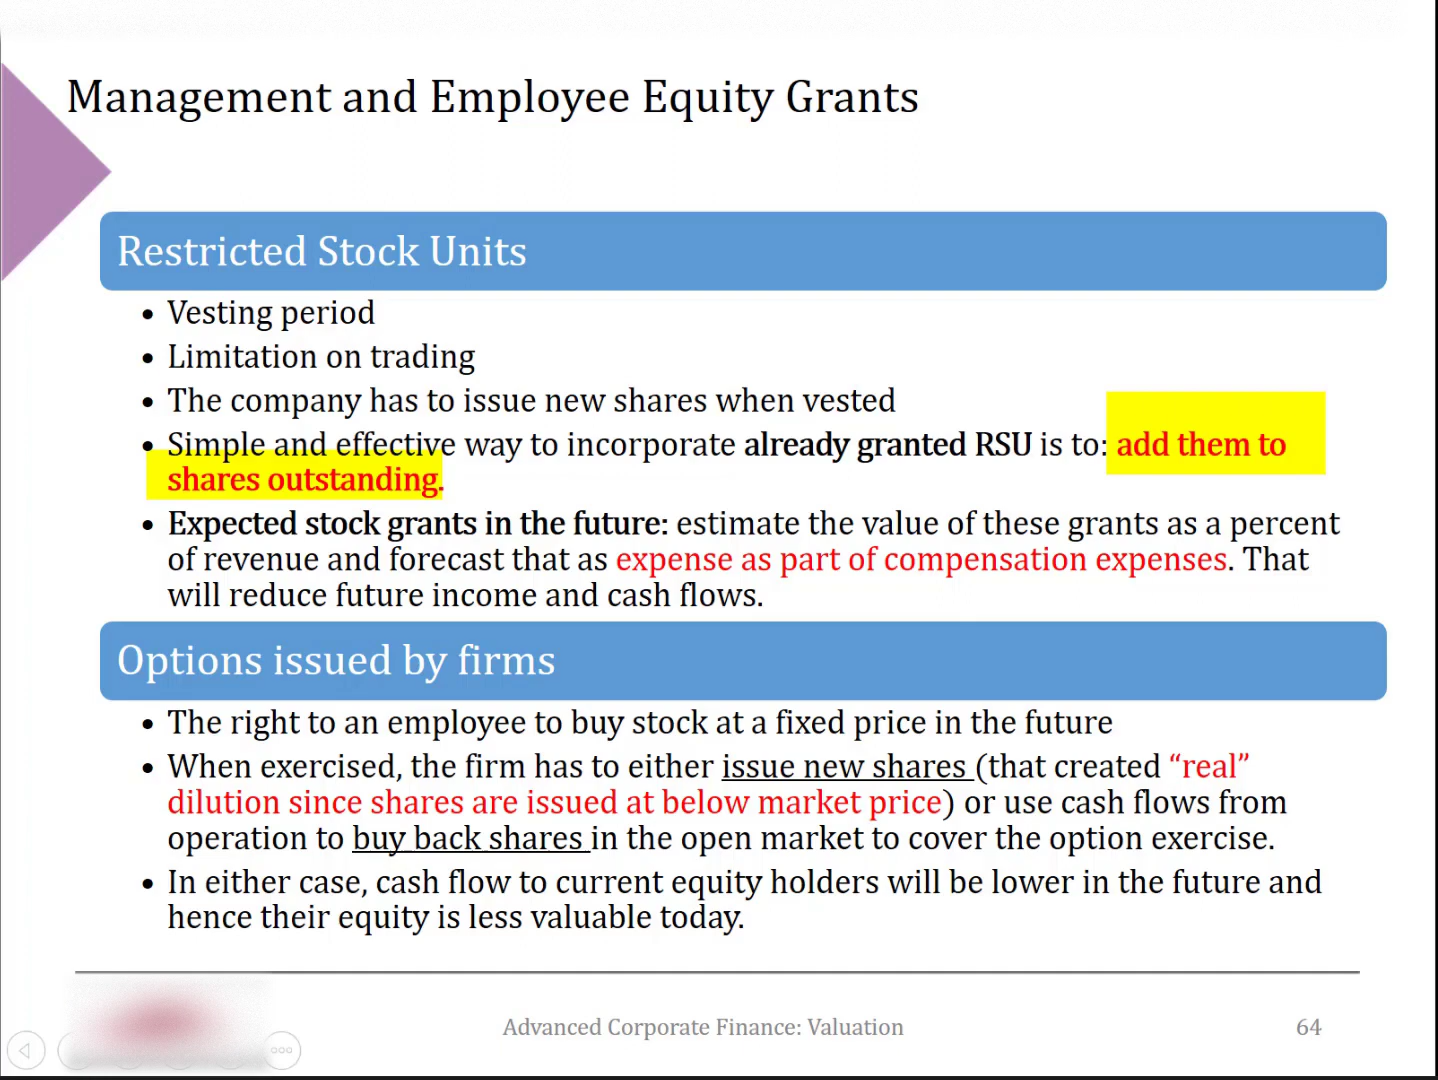 Management and Employee Equity Grants
Restricted Stock Units
• Vesting period
• Limitation on trading
• The company has to issue new shares when vested
• Simple and effective way to incorporate already granted RSU is to: add them to
shares outstanding.
• Expected stock grants in the future: estimate the value of these grants as a percent
of revenue and forecast that as expense as part of compensation expenses. That
will reduce future income and cash flows.
Options issued by firms
• The right to an employee to buy stock at a fixed price in the future
• When exercised, the firm has to either issue new shares (that created “real”
dilution since shares are issued at below market price) or use cash flows from
operation to buy back shares in the open market to cover the option exercise.
• In either case, cash flow to current equity holders will be lower in the future and
hence their equity is less valuable today.
Advanced Corporate Finance: Valuation
64